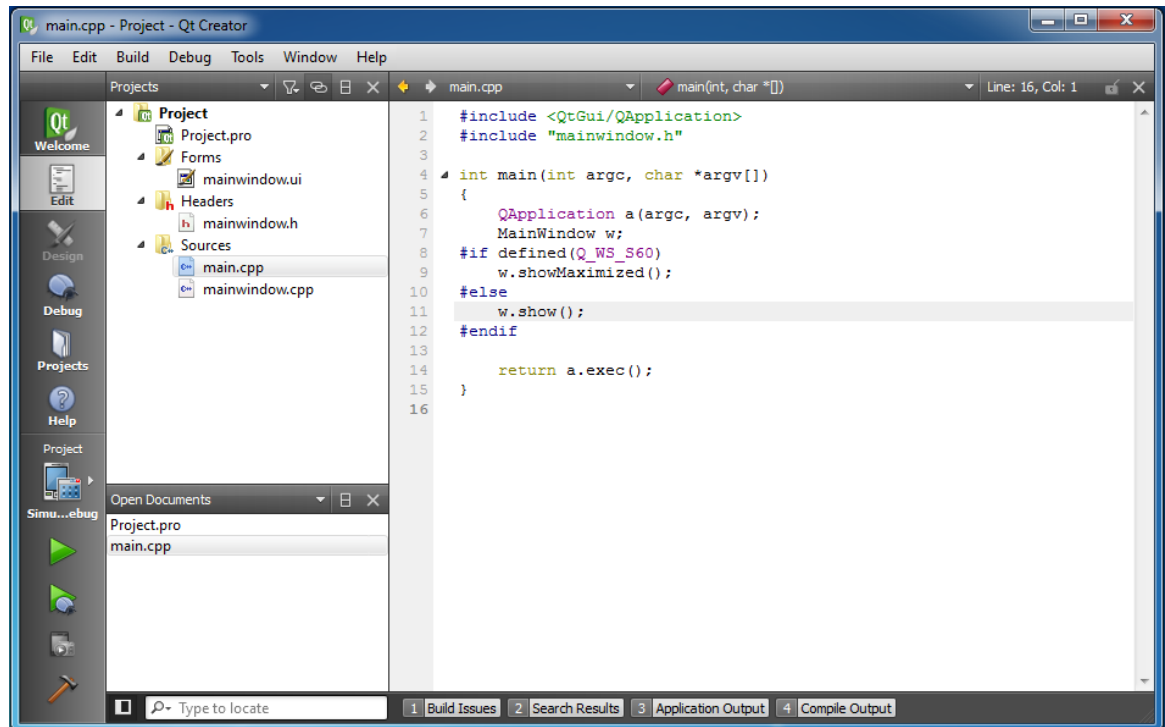 main.cpp - Project - Qt Creator
File Edit Build Debug Tools Window Help
Projects
main.cpp
main(int, char *[])
Line: 16, Col: 1
Qt
Welcome
Edit
Design
Debug
Projects
Help
Project
Simu...ebug
Project
Project.pro
Forms
mainwindow.ui
Headers
mainwindow.h
Sources
main.cpp
mainwindow.cpp
Open Documents
Project.pro
main.cpp
1 #include <QtGui/QApplication>
2 #include "mainwindow.h"
3
4 int main(int argc, char *argv[])
5 {
6 QApplication a(argc, argv);
7 MainWindow w;
8 #if defined(Q_WS_S60)
9 w.showMaximized();
10 #else
11 w.show();
12 #endif
13
14 return a.exec();
15 }
16
Type to locate
1 Build Issues 2 Search Results 3 Application Output 4 Compile Output